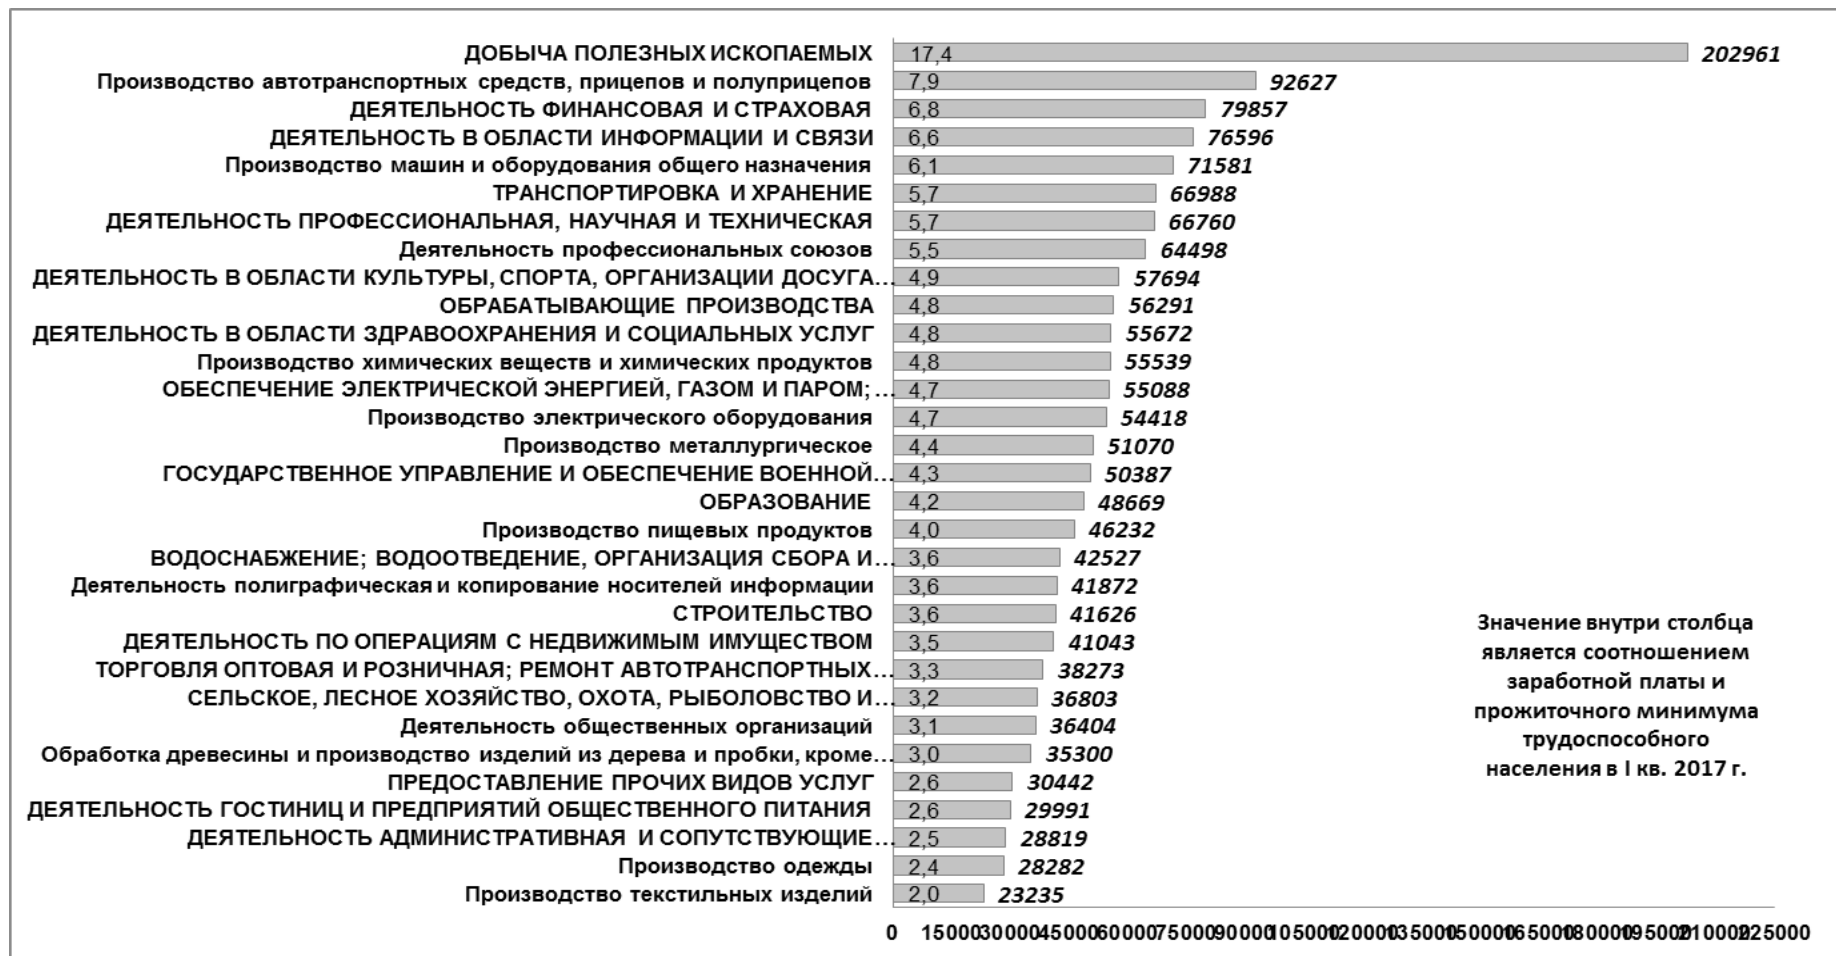 ДОБЫЧА ПОЛЕЗНЫХ ИСКОПАЕМЫХ 17,4 202961
Производство автотранспортных средств, прицепов и полуприцепов 7,9 92627
ДЕЯТЕЛЬНОСТЬ ФИНАНСОВАЯ И СТРАХОВАЯ 6,8 79857
ДЕЯТЕЛЬНОСТЬ В ОБЛАСТИ ИНФОРМАЦИИ И СВЯЗИ 6,6 76596
Производство машин и оборудования общего назначения 6,1 71581
ТРАНСПОРТИРОВКА И ХРАНЕНИЕ 5,7 66988
ДЕЯТЕЛЬНОСТЬ ПРОФЕССИОНАЛЬНАЯ, НАУЧНАЯ И ТЕХНИЧЕСКАЯ 5,7 66760
Деятельность профессиональных союзов 5,5 64498
ДЕЯТЕЛЬНОСТЬ В ОБЛАСТИ КУЛЬТУРЫ, СПОРТА, ОРГАНИЗАЦИИ ДОСУГА… 4,9 57694
ОБРАБАТЫВАЮЩИЕ ПРОИЗВОДСТВА 4,8 56291
ДЕЯТЕЛЬНОСТЬ В ОБЛАСТИ ЗДРАВООХРАНЕНИЯ И СОЦИАЛЬНЫХ УСЛУГ 4,8 55672
Производство химических веществ и химических продуктов 4,8 55539
ОБЕСПЕЧЕНИЕ ЭЛЕКТРИЧЕСКОЙ ЭНЕРГИЕЙ, ГАЗОМ И ПАРОМ; … 4,7 55088
Производство электрического оборудования 4,7 54418
Производство металлургическое 4,4 51070
ГОСУДАРСТВЕННОЕ УПРАВЛЕНИЕ И ОБЕСПЕЧЕНИЕ ВОЕННОЙ… 4,3 50387
ОБРАЗОВАНИЕ 4,2 48669
Производство пищевых продуктов 4,0 46232
ВОДОСНАБЖЕНИЕ; ВОДООТВЕДЕНИЕ, ОРГАНИЗАЦИЯ СБОРА И… 3,6 42527
Деятельность полиграфическая и копирование носителей информации 3,6 41872
СТРОИТЕЛЬСТВО 3,6 41626
ДЕЯТЕЛЬНОСТЬ ПО ОПЕРАЦИЯМ С НЕДВИЖИМЫМ ИМУЩЕСТВОМ 3,5 41043
ТОРГОВЛЯ ОПТОВАЯ И РОЗНИЧНАЯ; РЕМОНТ АВТОТРАНСПОРТНЫХ… 3,3 38273
СЕЛЬСКОЕ, ЛЕСНОЕ ХОЗЯЙСТВО, ОХОТА, РЫБОЛОВСТВО И… 3,2 36803
Деятельность общественных организаций 3,1 36404
Обработка древесины и производство изделий из дерева и пробки, кроме… 3,0 35300
ПРЕДОСТАВЛЕНИЕ ПРОЧИХ ВИДОВ УСЛУГ 2,6 30442
ДЕЯТЕЛЬНОСТЬ ГОСТИНИЦ И ПРЕДПРИЯТИЙ ОБЩЕСТВЕННОГО ПИТАНИЯ 2,6 29991
ДЕЯТЕЛЬНОСТЬ АДМИНИСТРАТИВНАЯ И СОПУТСТВУЮЩИЕ… 2,5 28819
Производство одежды 2,4 28282
Производство текстильных изделий 2,0 23235
Значение внутри столбца
является соотношением
заработной платы и
прожиточного минимума
трудоспособного
населения в I кв. 2017 г.
0 15000 30000 45000 60000 75000 90000 105000 120000 135000 150000 165000 180000 195000 210000 225000